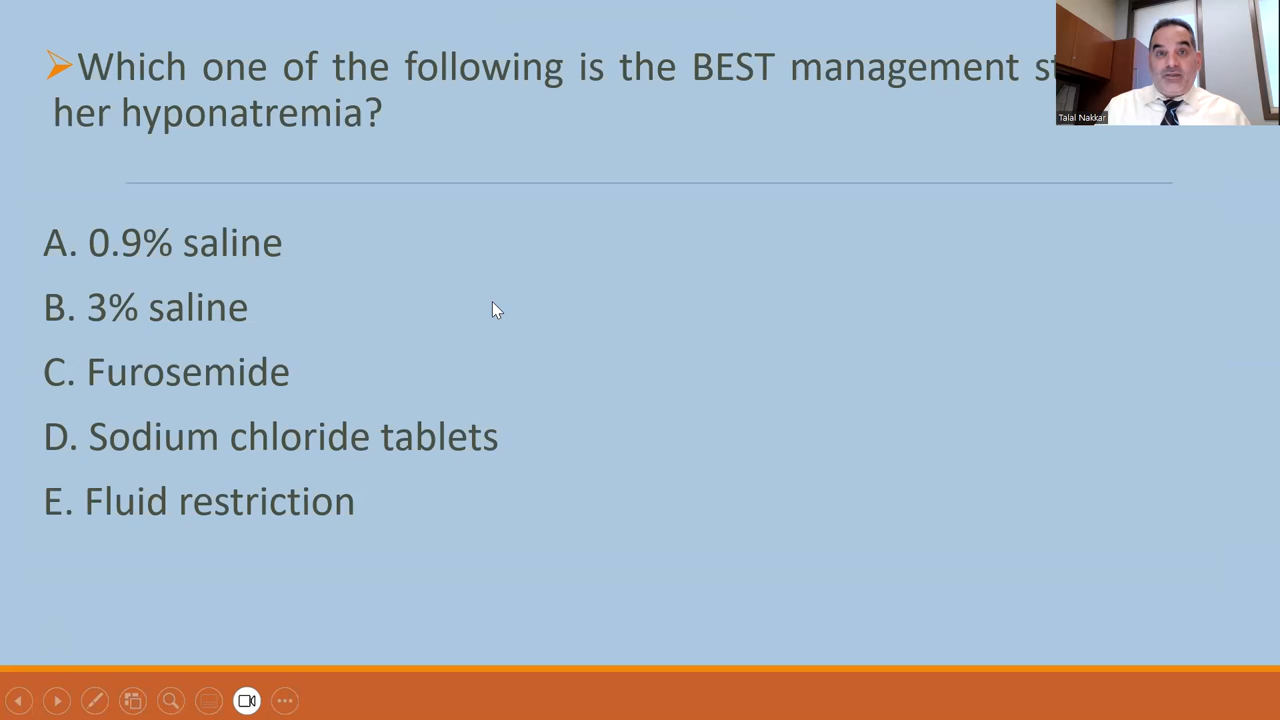 Which one of the following is the BEST management
her hyponatremia?
Talal Nakkar
A. 0.9% saline
B. 3% saline
C. Furosemide
D. Sodium chloride tablets
E. Fluid restriction